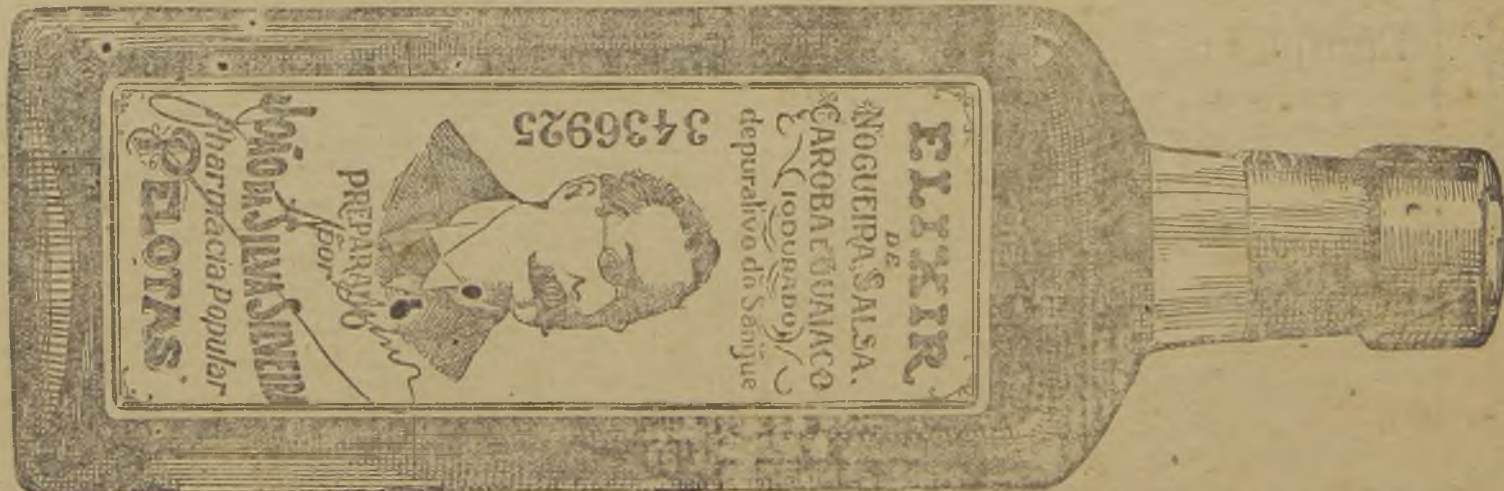 ELIXIR
DE
NOGUEIRA, SALSA.
CAROBA E GUAIACO
(IODURADO)
depurativo do Sangue
3436925
PREPARADO
por
JOÃO DA SILVA SILVEIRA
Pharmacia Popular
PELOTAS